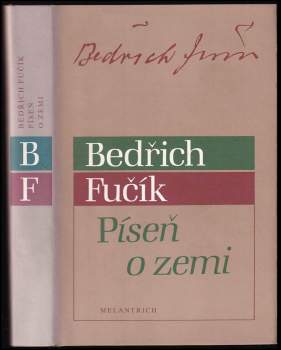 BEDŘICH FUČÍK
PÍSEŇ
O ZEMI
B
F
Bedřich Fučík
Bedřich
Fučík
Píseň
o zemi
MELANTRICH